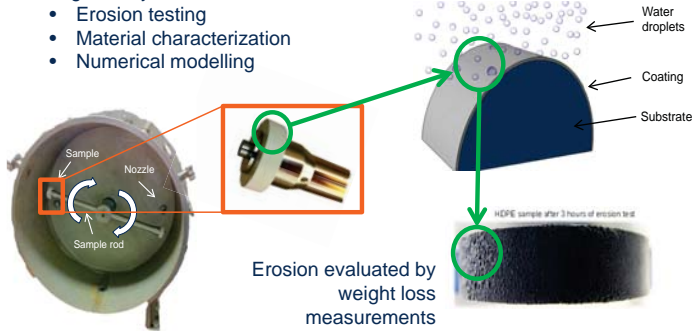 • Erosion testing
• Material characterization
• Numerical modelling
Water
droplets
Coating
Substrate
Sample
Nozzle
Sample rod
HDPE sample after 3 hours of erosion test
Erosion evaluated by
weight loss
measurements